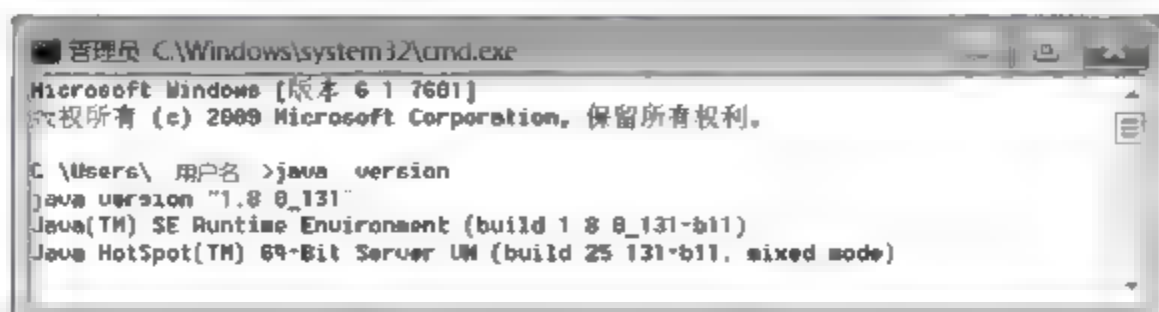 管理员 C:\Windows\system32\cmd.exe
Microsoft Windows [版本 6 1 7601]
版权所有 (c) 2009 Microsoft Corporation。保留所有权利。
C \Users\ 用户名 >java version
java version "1.8 0_131"
Java(TM) SE Runtime Environment (build 1 8 0_131-b11)
Java HotSpot(TM) 64-Bit Server VM (build 25 131-b11, mixed mode)